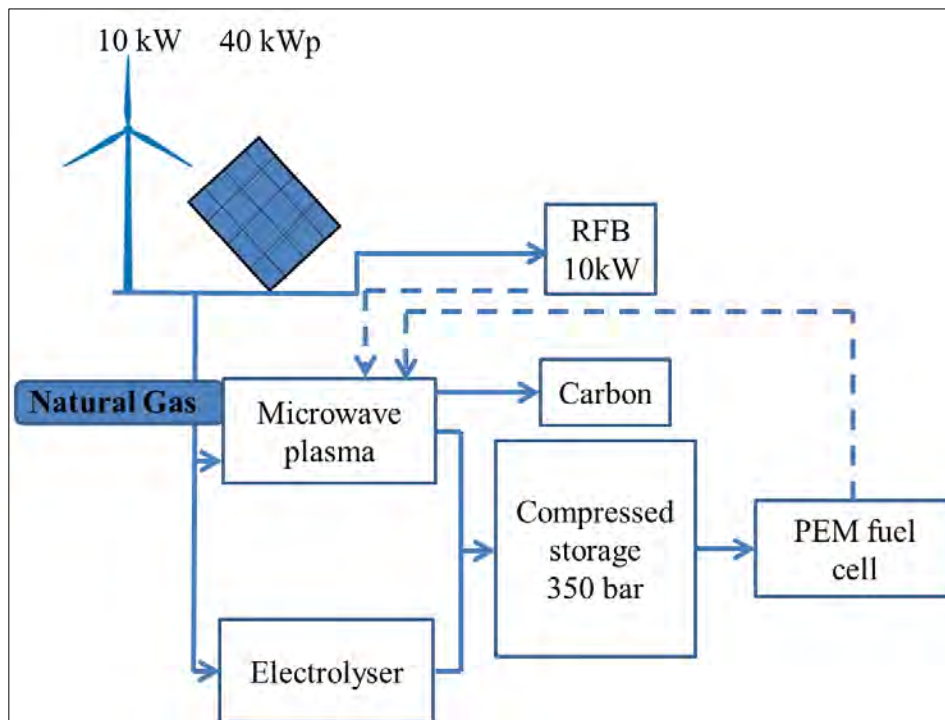 10 kW 40 kWp
RFB
10kW
Natural Gas
Microwave
plasma
Carbon
Compressed
storage
350 bar
PEM fuel
cell
Electrolyser